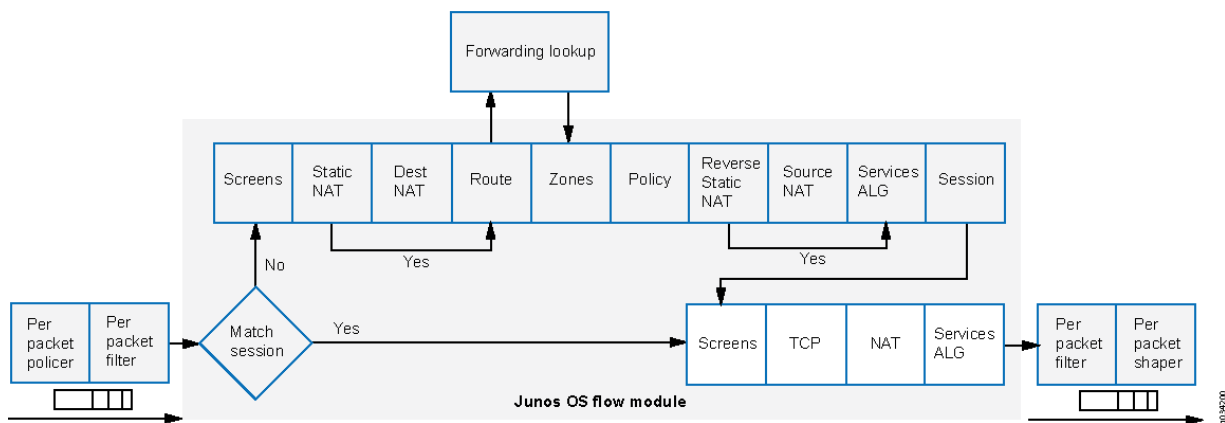 Forwarding lookup
Screens
Static
NAT
Dest
NAT
Route
Zones
Policy
Reverse
Static
NAT
Source
NAT
Services
ALG
Session
No
Yes
Yes
Per
packet
policer
Per
packet
filter
Match
session
Yes
Screens
TCP
NAT
Services
ALG
Per
packet
filter
Per
packet
shaper
Junos OS flow module
g034200